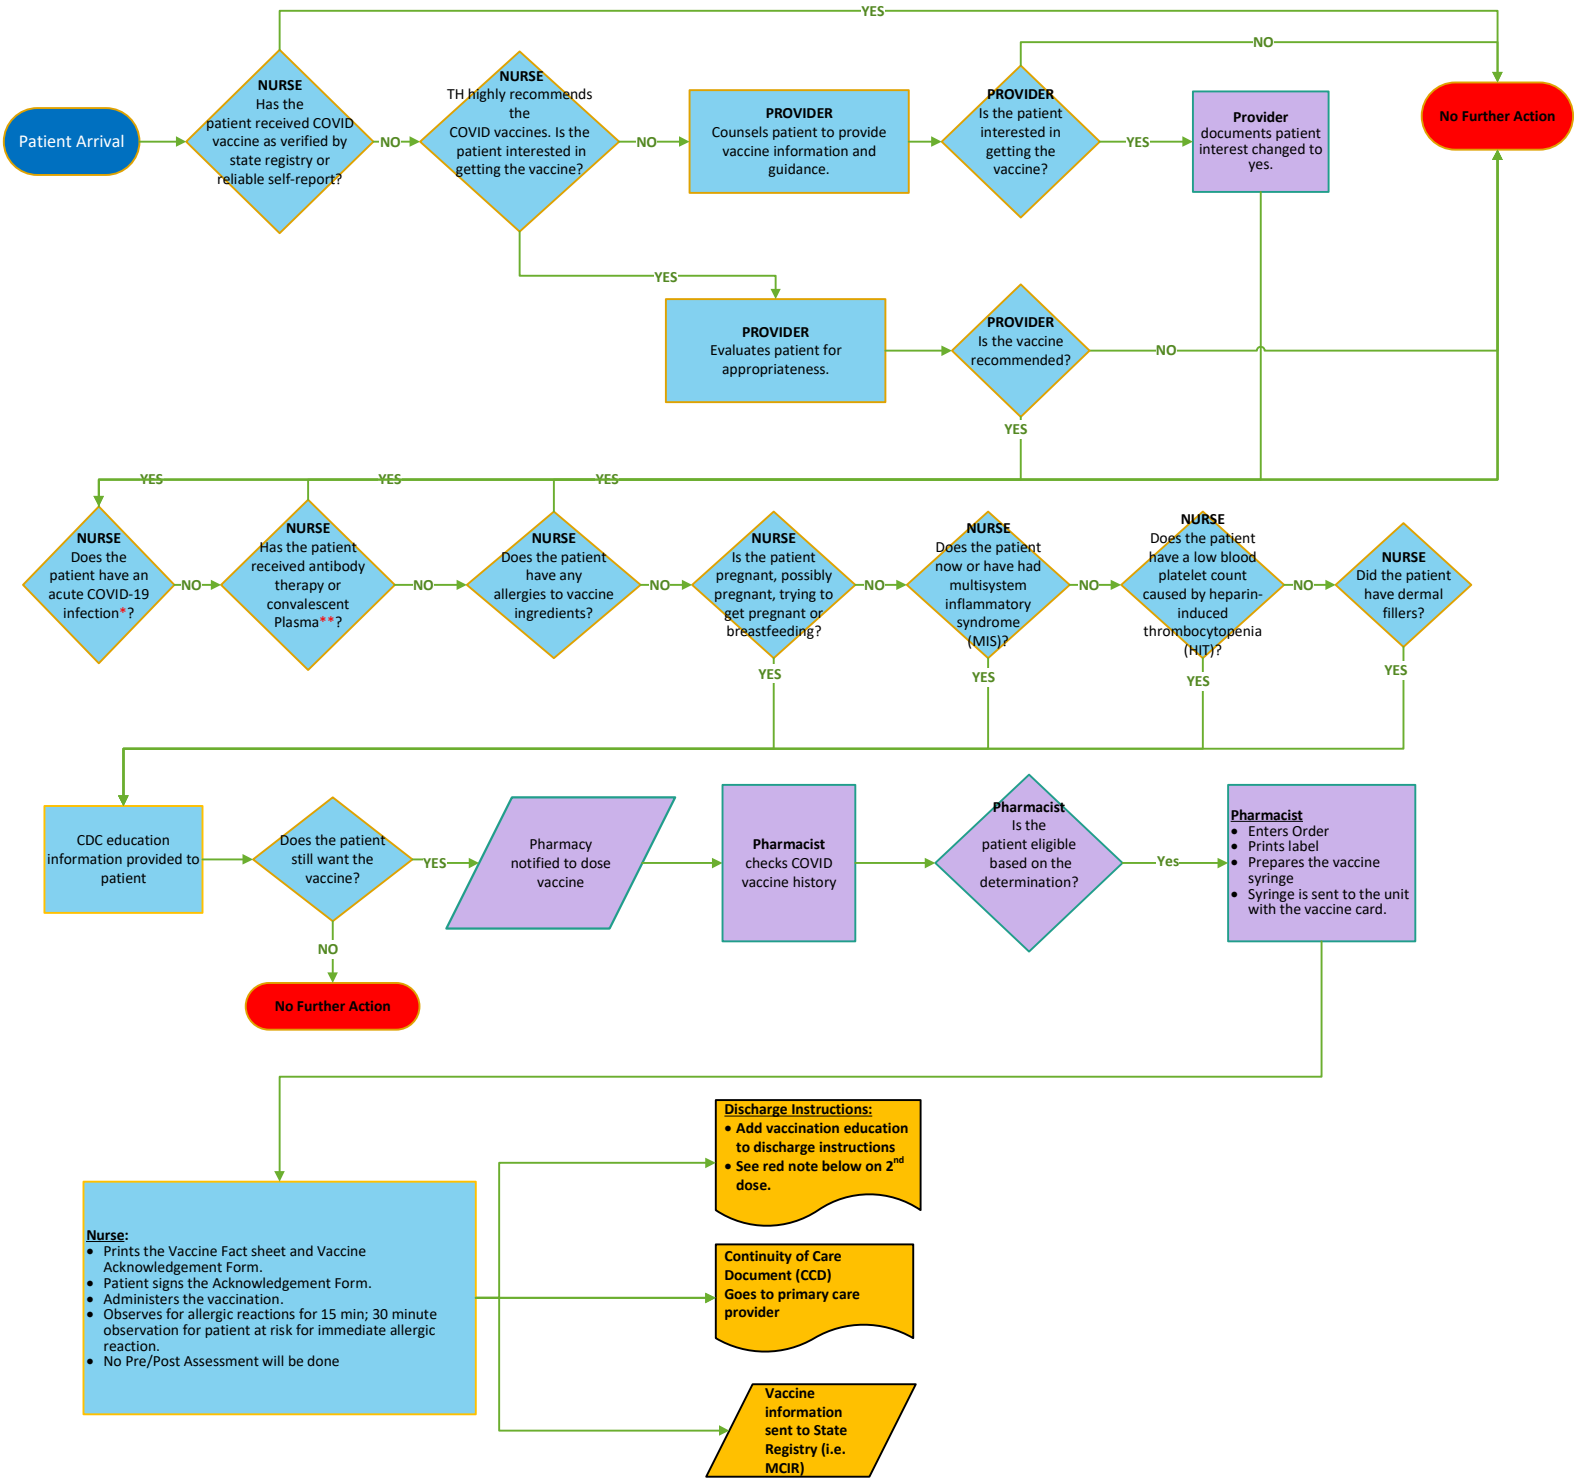 YES
NO
Patient Arrival
NURSE
Has the
patient received COVID
vaccine as verified by
state registry or
reliable self-report?
NO
NURSE
TH highly recommends
the
COVID vaccines. Is the
patient interested in
getting the vaccine?
NO
PROVIDER
Counsels patient to provide
vaccine information and
guidance.
PROVIDER
Is the patient
interested in
getting the
vaccine?
YES
Provider
documents patient
interest changed to
yes.
No Further Action
YES
PROVIDER
Evaluates patient for
appropriateness.
PROVIDER
Is the vaccine
recommended?
NO
YES
YES
YES
YES
NURSE
Does the
patient have an
acute COVID-19
infection*?
NO
NURSE
Has the patient
received antibody
therapy or
convalescent
Plasma**?
NO
NURSE
Does the patient
have any
allergies to vaccine
ingredients?
NO
NURSE
Is the patient
pregnant, possibly
pregnant, trying to
get pregnant or
breastfeeding?
NO
NURSE
Does the patient
now or have had
multisystem
inflammatory
syndrome
(MIS)?
NO
NURSE
Does the patient
have a low blood
platelet count
caused by heparin-
induced
thrombocytopenia
(HIT)?
NO
NURSE
Did the patient
have dermal
fillers?
YES
YES
YES
YES
CDC education
information provided to
patient
Does the patient
still want the
vaccine?
YES
Pharmacy
notified to dose
vaccine
Pharmacist
checks COVID
vaccine history
Pharmacist
Is the
patient eligible
based on the
determination?
Yes
Pharmacist
• Enters Order
• Prints label
• Prepares the vaccine
syringe
• Syringe is sent to the unit
with the vaccine card.
NO
No Further Action
Discharge Instructions:
• Add vaccination education
to discharge instructions
• See red note below on 2nd
dose.
Nurse:
• Prints the Vaccine Fact sheet and Vaccine
Acknowledgement Form.
• Patient signs the Acknowledgement Form.
• Administers the vaccination.
• Observes for allergic reactions for 15 min; 30 minute
observation for patient at risk for immediate allergic
reaction.
• No Pre/Post Assessment will be done
Continuity of Care
Document (CCD)
Goes to primary care
provider
Vaccine
information
sent to State
Registry (i.e.
MCIR)